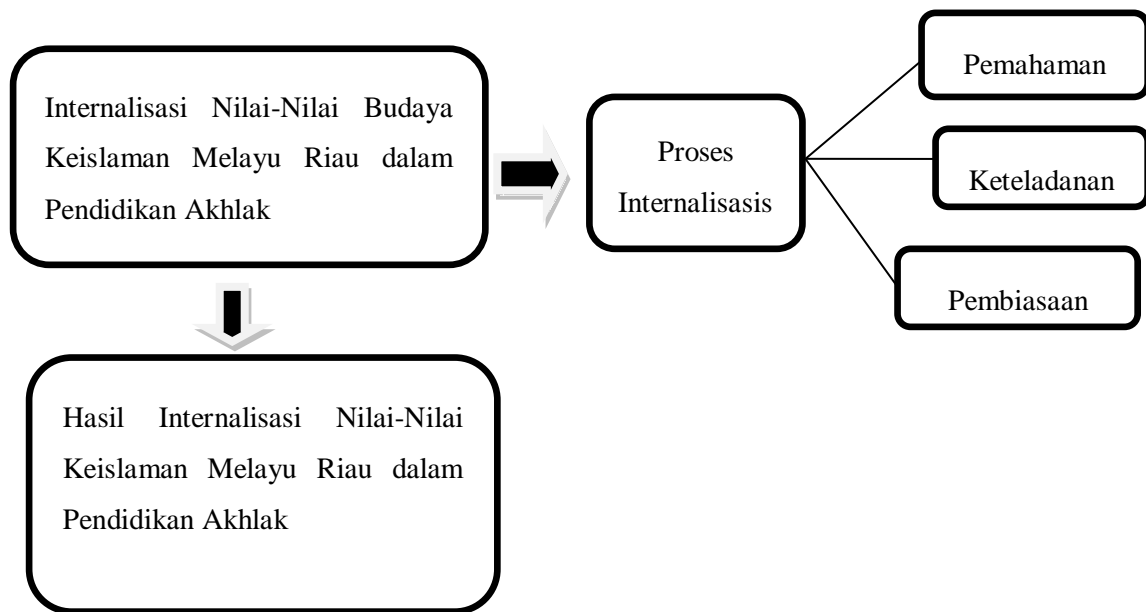 Internalisasi Nilai-Nilai Budaya
Keislaman Melayu Riau dalam
Pendidikan Akhlak
Proses
Internalisasis
Pemahaman
Keteladanan
Pembiasaan
Hasil Internalisasi Nilai-Nilai
Keislaman Melayu Riau dalam
Pendidikan Akhlak